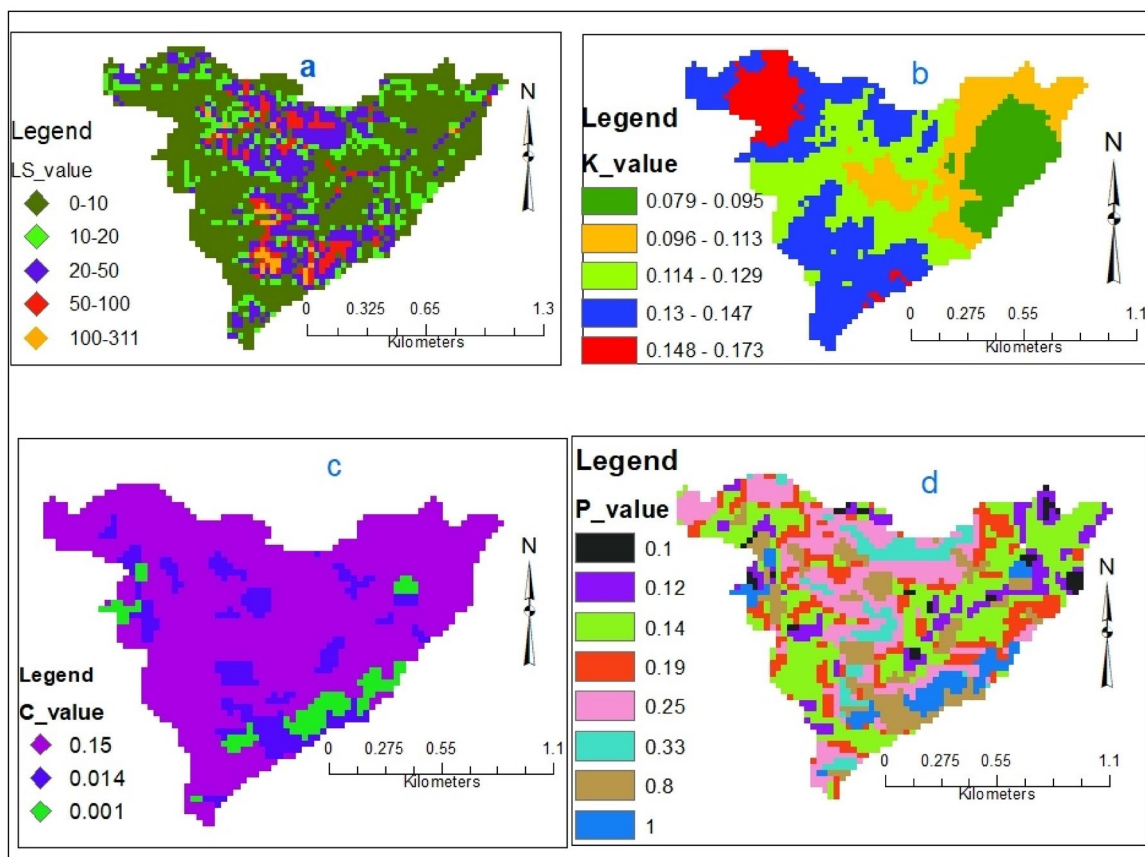 a
N
Legend
LS_value
0-10
10-20
20-50
50-100
100-311
0 0.325 0.65 1.3
Kilometers
b
N
Legend
K_value
0.079 - 0.095
0.096 - 0.113
0.114 - 0.129
0.13 - 0.147
0.148 - 0.173
0 0.275 0.55 1.1
Kilometers
c
N
Legend
C_value
0.15
0.014
0.001
0 0.275 0.55 1.1
Kilometers
d
N
Legend
P_value
0.1
0.12
0.14
0.19
0.25
0.33
0.8
1
0 0.275 0.55 1.1
Kilometers